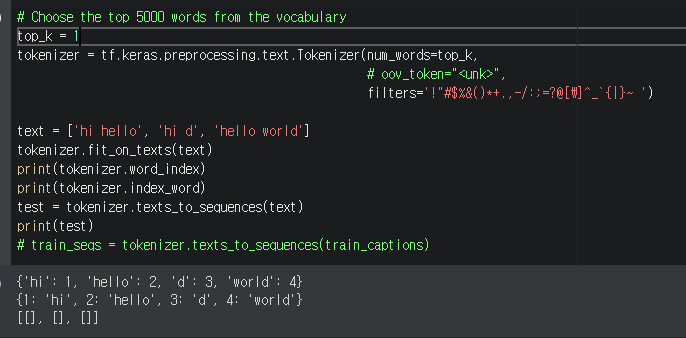 # Choose the top 5000 words from the vocabulary
top_k = 1
tokenizer = tf.keras.preprocessing.text.Tokenizer(num_words=top_k,
# oov_token="<unk>",
filters='!"#$%&()*+.,-/:;=?@[₩]^_`{|}~ ')
text = ['hi hello', 'hi d', 'hello world']
tokenizer.fit_on_texts(text)
print(tokenizer.word_index)
print(tokenizer.index_word)
test = tokenizer.texts_to_sequences(text)
print(test)
# train_seqs = tokenizer.texts_to_sequences(train_captions)
{'hi': 1, 'hello': 2, 'd': 3, 'world': 4}
{1: 'hi', 2: 'hello', 3: 'd', 4: 'world'}
[[], [], []]